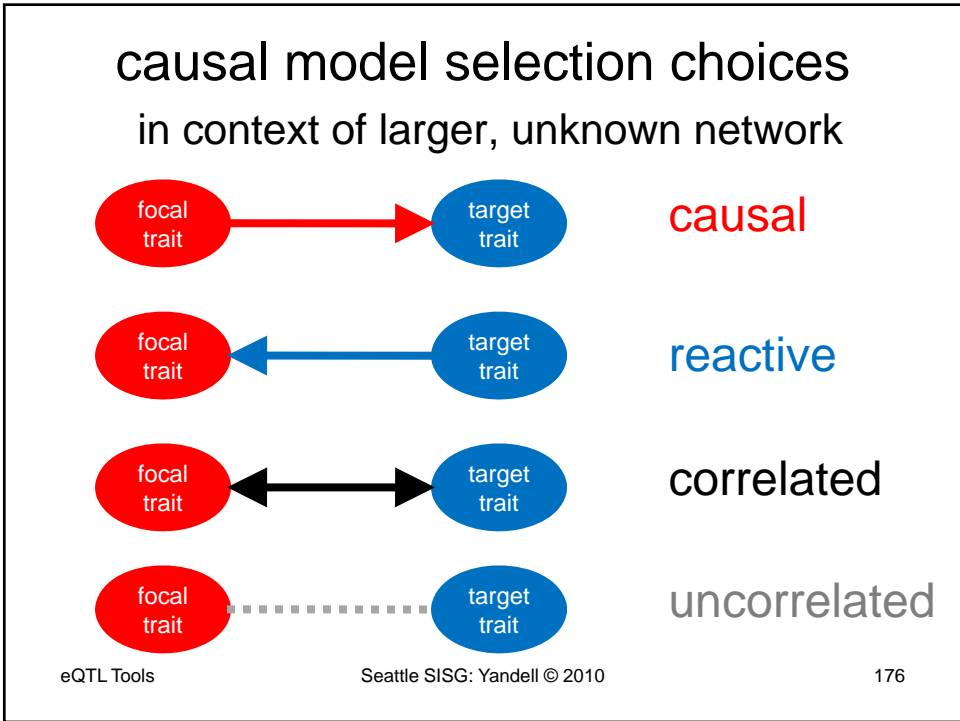 causal model selection choices
in context of larger, unknown network
focal
trait
target
trait
causal
focal
trait
target
trait
reactive
focal
trait
target
trait
correlated
focal
trait
target
trait
uncorrelated
eQTL Tools
Seattle SISG: Yandell © 2010
176